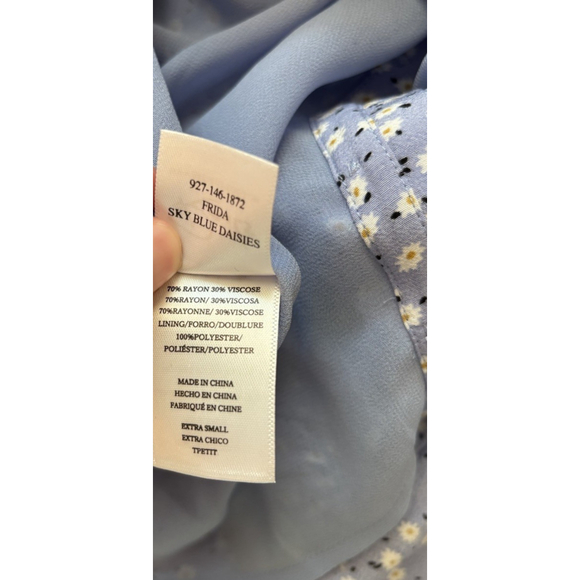 927-146-1872
FRIDA
SKY BLUE DAISIES
70% RAYON 30% VISCOSE
70%RAYON/ 30%VISCOSA
70%RAYONNE/ 30%VISCOSE
LINING/FORRO/DOUBLURE
100%POLYESTER/
POLIÉSTER/POLYESTER
MADE IN CHINA
HECHO EN CHINA
FABRIQUÉ EN CHINE
EXTRA SMALL
EXTRA CHICO
TPETIT